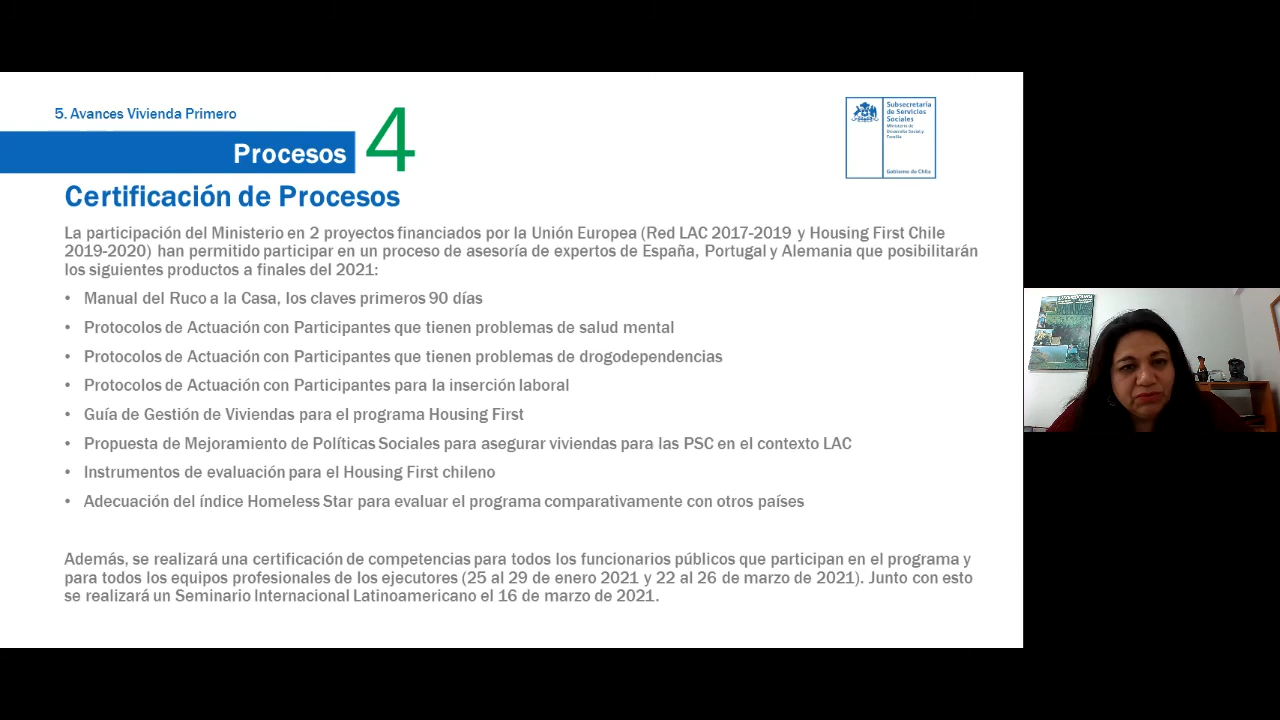 5. Avances Vivienda Primero
Procesos 4
Subsecretaría
de Servicios
Sociales
Ministerio de
Desarrollo Social y
Familia
Gobierno de Chile
Certificación de Procesos
La participación del Ministerio en 2 proyectos financiados por la Unión Europea (Red LAC 2017-2019 y Housing First Chile
2019-2020) han permitido participar en un proceso de asesoría de expertos de España, Portugal y Alemania que posibilitarán
los siguientes productos a finales del 2021:
• Manual del Ruco a la Casa, los claves primeros 90 días
• Protocolos de Actuación con Participantes que tienen problemas de salud mental
• Protocolos de Actuación con Participantes que tienen problemas de drogodependencias
• Protocolos de Actuación con Participantes para la inserción laboral
• Guía de Gestión de Viviendas para el programa Housing First
• Propuesta de Mejoramiento de Políticas Sociales para asegurar viviendas para las PSC en el contexto LAC
• Instrumentos de evaluación para el Housing First chileno
• Adecuación del índice Homeless Star para evaluar el programa comparativamente con otros países
Además, se realizará una certificación de competencias para todos los funcionarios públicos que participan en el programa y
para todos los equipos profesionales de los ejecutores (25 al 29 de enero 2021 y 22 al 26 de marzo de 2021). Junto con esto
se realizará un Seminario Internacional Latinoamericano el 16 de marzo de 2021.